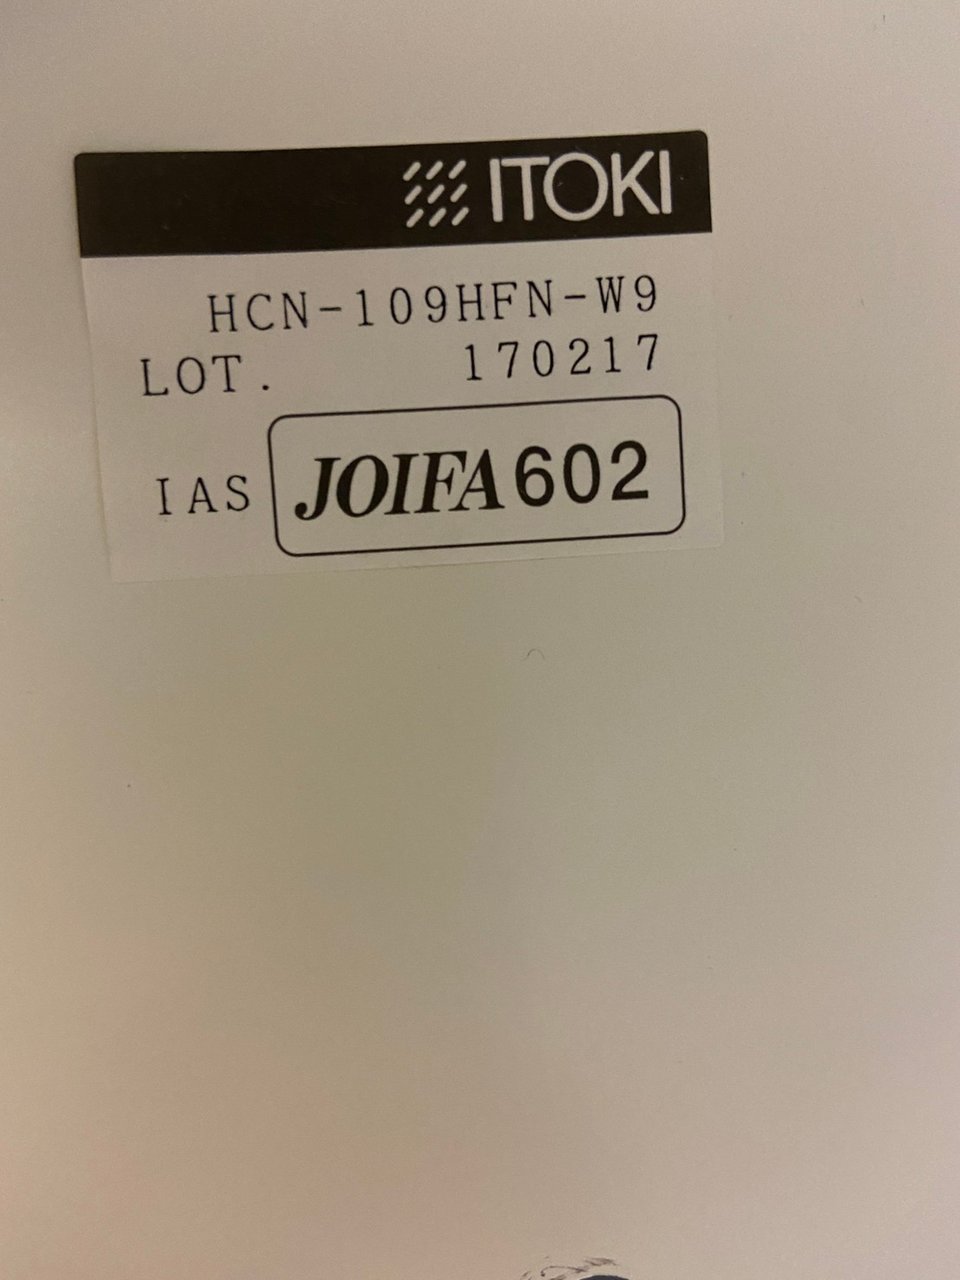 ITOKI
HCN-109HFN-W9
LOT. 170217
IAS JOIFA602